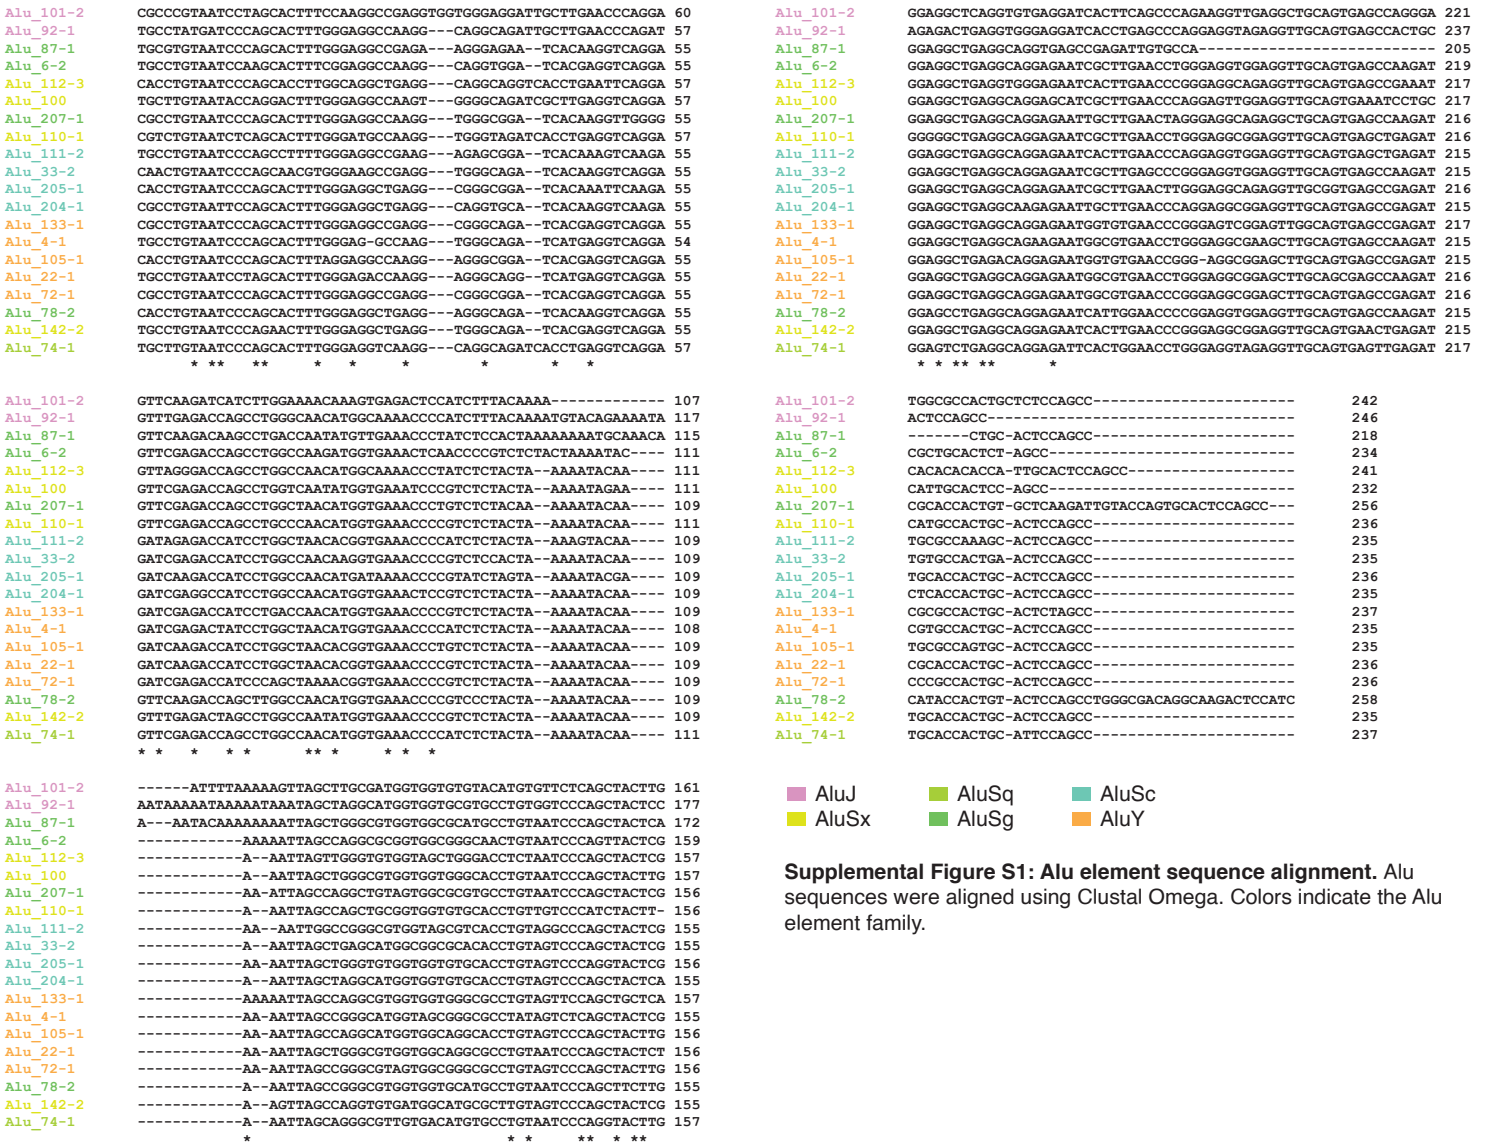 Alu_101-2 CGCCCGTAATCCTAGCACTTTCCAAGGCCGAGGTGGTGGGAGGATTGCTTGAACCCAGGA 60
Alu_92-1 TGCCTATGATCCCAGCACTTTGGGAGGCCAAGG---CAGGCAGATTGCTTGAACCCAGAT 57
Alu_87-1 TGCGTGTAATCCCAGCACTTTGGGAGGCCGAGA---AGGGAGAA--TCACAAGGTCAGGA 55
Alu_6-2 TGCCTGTAATCCAAGCACTTTCGGAGGCCAAGG---CAGGTGGA--TCACGAGGTCAGGA 55
Alu_112-3 CACCTGTAATCCCAGCACCTTGGCAGGCTGAGG---CAGGCAGGTCACCTGAATTCAGGA 57
Alu_100 TGCTTGTAATACCAGGACTTTGGGAGGCCAAGT---GGGGCAGATCGCTTGAGGTCAGGA 57
Alu_207-1 CGCCTGTAATCCCAGCACTTTGGGAGGCCAAGG---TGGGCGGA--TCACAAGGTTGGGG 55
Alu_110-1 CGTCTGTAATCTCAGCACTTTGGGATGCCAAGG---TGGGTAGATCACCTGAGGTCAGGA 57
Alu_111-2 TGCCTGTAATCCCAGCCTTTTGGGAGGCCGAAG---AGAGCGGA--TCACAAAGTCAAGA 55
Alu_33-2 CAACTGTAATCCCAGCAACGTGGGAAGCCGAGG---TGGGCAGA--TCACAAGGTCAGGA 55
Alu_205-1 CACCTGTAATCCCAGCACTTTGGGAGGCTGAGG---CGGGCGGA--TCACAAATTCAAGA 55
Alu_204-1 CGCCTGTAATTCCAGCACTTTGGGAGGCTGAGG---CAGGTGCA--TCACAAGGTCAAGA 55
Alu_133-1 CGCCTGTAATCCCAGCACTTTGGGAGGCCGAGG---CGGGCAGA--TCACGAGGTCAGGA 55
Alu_4-1 TGCCTGTAATCCCAGCACTTTGGGAG-GCCAAG---TGGGCAGA--TCATGAGGTCAGGA 54
Alu_105-1 CACCTGTAATCCCAGCACTTTAGGAGGCCAAGG---AGGGCGGA--TCACGAGGTCAGGA 55
Alu_22-1 TGCCTGTAATCCTAGCACTTTGGGAGACCAAGG---AGGGCAGG--TCATGAGGTCAGGA 55
Alu_72-1 CGCCTGTAATCCCAGCACTTTGGGAGGCCGAGG---CGGGCGGA--TCACGAGGTCAGGA 55
Alu_78-2 CACCTGTAATCCCAGCACTTTGGGAGGCTGAGG---AGGGCAGA--TCACAAGGTCAGGA 55
Alu_142-2 TGCCTGTAATCCCAGAACTTTGGGAGGCTGAGG---TGGGCAGA--TCACGAGGTCAGGA 55
Alu_74-1 TGCTTGTAATCCCAGCACTTTGGGAGGTCAAGG---CAGGCAGATCACCTGAGGTCAGGA 57
* ** ** * * * * * *
Alu_101-2 GTTCAAGATCATCTTGGAAAACAAAGTGAGACTCCATCTTTACAAAA------------- 107
Alu_92-1 GTTTGAGACCAGCCTGGGCAACATGGCAAAACCCCATCTTTACAAAATGTACAGAAAATA 117
Alu_87-1 GTTCAAGACAAGCCTGACCAATATGTTGAAACCCTATCTCCACTAAAAAAAATGCAAACA 115
Alu_6-2 GTTCGAGACCAGCCTGGCCAAGATGGTGAAACTCAACCCCGTCTCTACTAAAATAC---- 111
Alu_112-3 GTTAGGGACCAGCCTGGCCAACATGGCAAAACCCTATCTCTACTA--AAAATACAA---- 111
Alu_100 GTTCGAGACCAGCCTGGTCAATATGGTGAAATCCCGTCTCTACTA--AAAATAGAA---- 111
Alu_207-1 GTTCGAGACCAGCCTGGCTAACATGGTGAAACCCTGTCTCTACAA--AAAATACAA---- 109
Alu_110-1 GTTCGAGACCAGCCTGCCCAACATGGTGAAACCCCGTCTCTACTA--AAAATACAA---- 111
Alu_111-2 GATAGAGACCATCCTGGCTAACACGGTGAAACCCCATCTCTACTA--AAAGTACAA---- 109
Alu_33-2 GATCGAGACCATCCTGGCCAACAAGGTGAAACCCCGTCTCCACTA--AAAATACAA---- 109
Alu_205-1 GATCAAGACCATCCTGGCCAACATGATAAAACCCCGTATCTAGTA--AAAATACGA---- 109
Alu_204-1 GATCGAGGCCATCCTGGCCAACATGGTGAAACTCCGTCTCTACTA--AAAATACAA---- 109
Alu_133-1 GATCGAGACCATCCTGACCAACATGGTGAAACCCCGTCTCTACTA--AAAATACAA---- 109
Alu_4-1 GATCGAGACTATCCTGGCTAACATGGTGAAACCCCATCTCTACTA--AAAATACAA---- 108
Alu_105-1 GATCAAGACCATCCTGGCTAACACGGTGAAACCCTGTCTCTACTA--AAAATACAA---- 109
Alu_22-1 GATCAAGACCATCCTGGCTAACACGGTGAAACCCCGTCTCTACTA--AAAATACAA---- 109
Alu_72-1 GATCGAGACCATCCCAGCTAAAACGGTGAAACCCCGTCTCTACTA--AAAATACAA---- 109
Alu_78-2 GTTCAAGACCAGCTTGGCCAACATGGTGAAACCCCGTCCCTACTA--AAAATACAA---- 109
Alu_142-2 GTTTGAGACTAGCCTGGCCAATATGGTGAAACCCCGTCTCTACTA--AAAATACAA---- 109
Alu_74-1 GTTCGAGACCAGCCTGGCCAACATGGTGAAACCCCATCTCTACTA--AAAATACAA---- 111
* * * * * ** * * * *
Alu_101-2 ------ATTTTAAAAAGTTAGCTTGCGATGGTGGTGTGTACATGTGTTCTCAGCTACTTG 161
Alu_92-1 AATAAAAATAAAAATAAATAGCTAGGCATGGTGGTGCGTGCCTGTGGTCCCAGCTACTCC 177
Alu_87-1 A---AATACAAAAAAAATTAGCTGGGCGTGGTGGCGCATGCCTGTAATCCCAGCTACTCA 172
Alu_6-2 ------------AAAAATTAGCCAGGCGCGGTGGCGGGCAACTGTAATCCCAGTTACTCG 159
Alu_112-3 ------------A--AATTAGTTGGGTGTGGTAGCTGGGACCTCTAATCCCAGCTACTCG 157
Alu_100 ------------A--AATTAGCTGGGCGTGGTGGTGGGCACCTGTAATCCCAGCTACTTG 157
Alu_207-1 ------------AA-ATTAGCCAGGCTGTAGTGGCGCGTGCCTGTAATCCCAGCTACTCG 156
Alu_110-1 ------------A--AATTAGCCAGCTGCGGTGGTGTGCACCTGTTGTCCCATCTACTT- 156
Alu_111-2 ------------AA--AATTGGCCGGGCGTGGTAGCGTCACCTGTAGGCCCAGCTACTCG 155
Alu_33-2 ------------A--AATTAGCTGAGCATGGCGGCGCACACCTGTAGTCCCAGCTACTCG 155
Alu_205-1 ------------AA-AATTAGCTGGGTGTGGTGGTGTGCACCTGTAGTCCCAGGTACTCG 156
Alu_204-1 ------------A--AATTAGCTAGGCATGGTGGTGTGCACCTGTAGTCCCAGCTACTCA 155
Alu_133-1 ------------AAAAATTAGCCAGGCGTGGTGGTGGGCGCCTGTAGTTCCAGCTGCTCA 157
Alu_4-1 ------------AA-AATTAGCCGGGCATGGTAGCGGGCGCCTATAGTCTCAGCTACTCG 155
Alu_105-1 ------------AA-AATTAGCCAGGCATGGTGGCAGGCACCTGTAGTCCCAGCTACTTG 156
Alu_22-1 ------------AA-AATTAGCTGGGCGTGGTGGCAGGCGCCTGTAATCCCAGCTACTCT 156
Alu_72-1 ------------AA-AATTAGCCGGGCGTAGTGGCGGGCGCCTGTAGTCCCAGCTACTTG 156
Alu_78-2 ------------A--AATTAGCCGGGCGTGGTGGTGCATGCCTGTAATCCCAGCTTCTTG 155
Alu_142-2 ------------A--AGTTAGCCAGGTGTGATGGCATGCGCTTGTAGTCCCAGCTACTCG 155
Alu_74-1 ------------A--AATTAGCAGGGCGTTGTGACATGTGCCTGTAATCCCAGGTACTTG 157
* * * ** * **
Alu_101-2 GGAGGCTCAGGTGTGAGGATCACTTCAGCCCAGAAGGTTGAGGCTGCAGTGAGCCAGGGA 221
Alu_92-1 AGAGACTGAGGTGGGAGGATCACCTGAGCCCAGGAGGTAGAGGTTGCAGTGAGCCACTGC 237
Alu_87-1 GGAGGCTGAGGCAGGTGAGCCGAGATTGTGCCA--------------------------- 205
Alu_6-2 GGAGGCTGAGGCAGGAGAATCGCTTGAACCTGGGAGGTGGAGGTTGCAGTGAGCCAAGAT 219
Alu_112-3 GGAGGCTGAGGTGGGAGAATCACTTGAACCCGGGAGGCAGAGGTTGCAGTGAGCCGAAAT 217
Alu_100 GGAGGCTGAGGCAGGAGCATCGCTTGAACCCAGGAGTTGGAGGTTGCAGTGAAATCCTGC 217
Alu_207-1 GGAGGCTGAGGCAGGAGAATTGCTTGAACTAGGGAGGCAGAGGCTGCAGTGAGCCAAGAT 216
Alu_110-1 GGGGGCTGAGGCAGGAGAATCGCTTGAACCTGGGAGGCGGAGGTTGCAGTGAGCTGAGAT 216
Alu_111-2 GGAGGCTGAGGCAGGAGAATCACTTGAACCCAGGAGGTGGAGGTTGCAGTGAGCTGAGAT 215
Alu_33-2 GGAGGCTGAGGCAGGAGAATCGCTTGAGCCCGGGAGGTGGAGGTTGCAGTGAGCCAAGAT 215
Alu_205-1 GGAGGCTGAGGCAGGAGAATCGCTTGAACTTGGGAGGCAGAGGTTGCGGTGAGCCGAGAT 216
Alu_204-1 GGAGGCTGAGGCAAGAGAATTGCTTGAACCCAGGAGGCGGAGGTTGCAGTGAGCCGAGAT 215
Alu_133-1 GGAGGCTGAGGCAGGAGAATGGTGTGAACCCGGGAGTCGGAGTTGGCAGTGAGCCGAGAT 217
Alu_4-1 GGAGGCTGAGGCAGAAGAATGGCGTGAACCTGGGAGGCGAAGCTTGCAGTGAGCCAAGAT 215
Alu_105-1 GGAGGCTGAGACAGGAGAATGGTGTGAACCGGG-AGGCGGAGCTTGCAGTGAGCCGAGAT 215
Alu_22-1 GGAGGCTGAGGCAGGAGAATGGCGTGAACCTGGGAGGCGGAGCTTGCAGCGAGCCAAGAT 216
Alu_72-1 GGAGGCTGAGGCAGGAGAATGGCGTGAACCCGGGAGGCGGAGCTTGCAGTGAGCCGAGAT 216
Alu_78-2 GGAGCCTGAGGCAGGAGAATCATTGGAACCCCGGAGGTGGAGGTTGCAGTGAGCCAAGAT 215
Alu_142-2 GGAGGCTGAGGCAGGAGAATCACTTGAACCCGGGAGGCGGAGGTTGCAGTGAACTGAGAT 215
Alu_74-1 GGAGTCTGAGGCAGGAGATTCACTGGAACCTGGGAGGTAGAGGTTGCAGTGAGTTGAGAT 217
* * ** ** *
Alu_101-2 TGGCGCCACTGCTCTCCAGCC----------------------- 242
Alu_92-1 ACTCCAGCC----------------------------------- 246
Alu_87-1 -------CTGC-ACTCCAGCC----------------------- 218
Alu_6-2 CGCTGCACTCT-AGCC---------------------------- 234
Alu_112-3 CACACACACCA-TTGCACTCCAGCC------------------- 241
Alu_100 CATTGCACTCC-AGCC---------------------------- 232
Alu_207-1 CGCACCACTGT-GCTCAAGATTGTACCAGTGCACTCCAGCC--- 256
Alu_110-1 CATGCCACTGC-ACTCCAGCC----------------------- 236
Alu_111-2 TGCGCCAAAGC-ACTCCAGCC----------------------- 235
Alu_33-2 TGTGCCACTGA-ACTCCAGCC----------------------- 235
Alu_205-1 TGCACCACTGC-ACTCCAGCC----------------------- 236
Alu_204-1 CTCACCACTGC-ACTCCAGCC----------------------- 235
Alu_133-1 CGCGCCACTGC-ACTCTAGCC----------------------- 237
Alu_4-1 CGTGCCACTGC-ACTCCAGCC----------------------- 235
Alu_105-1 TGCGCCAGTGC-ACTCCAGCC----------------------- 235
Alu_22-1 CGCACCACTGC-ACTCCAGCC----------------------- 236
Alu_72-1 CCCGCCACTGC-ACTCCAGCC----------------------- 236
Alu_78-2 CATACCACTGT-ACTCCAGCCTGGGCGACAGGCAAGACTCCATC 258
Alu_142-2 TGCACCACTGC-ACTCCAGCC----------------------- 235
Alu_74-1 TGCACCACTGC-ATTCCAGCC----------------------- 237
AluJ AluSq AluSc
AluSx AluSg AluY
Supplemental Figure S1: Alu element sequence alignment. Alu
sequences were aligned using Clustal Omega. Colors indicate the Alu
element family.